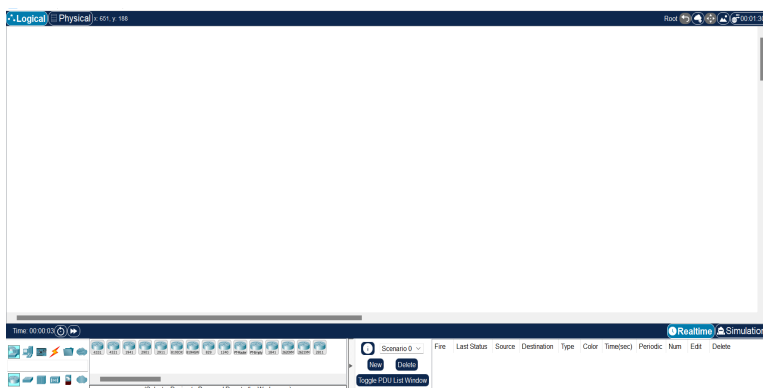 Logical Physical x: 651, y: 188 Root 00:01:30
Time: 00:00:03 Realtime Simulation
4331 4321 1941 2901 2911 819HGW 829 1240 PT-Router PT-Empty 1841 2620XM 2621XM 2811
Scenario 0
New Delete
Toggle PDU List Window
Fire Last Status Source Destination Type Color Time(sec) Periodic Num Edit Delete